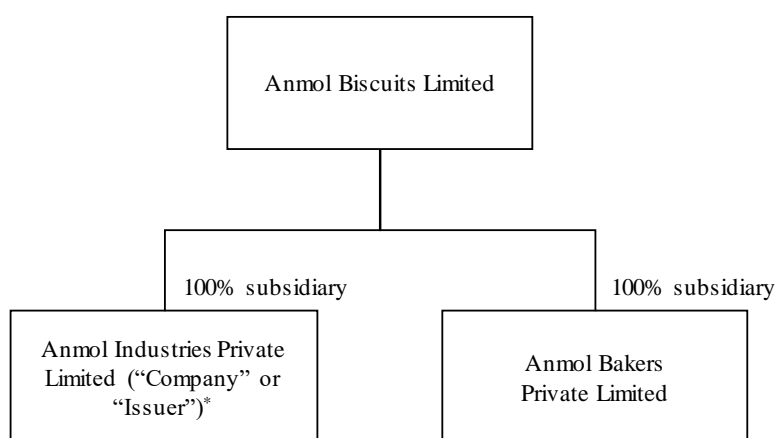 Anmol Biscuits Limited
100% subsidiary
100% subsidiary
Anmol Industries Private
Limited (“Company” or
“Issuer”)*
Anmol Bakers
Private Limited